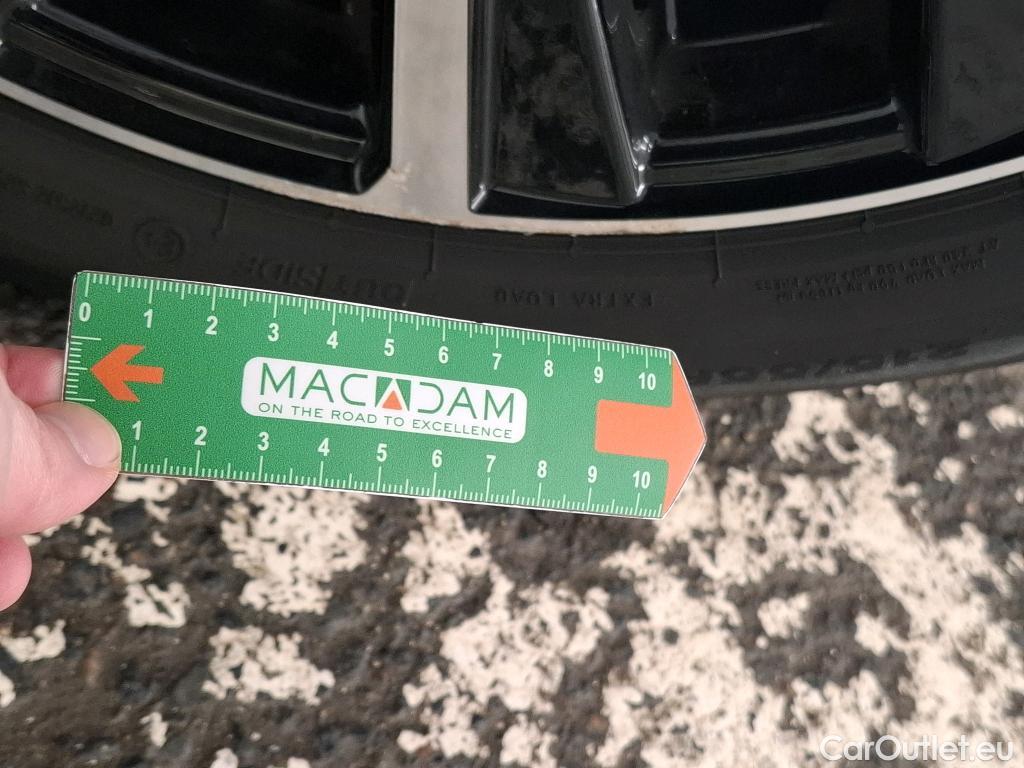 OUTSIDE
EXTRA LOAD
0 1 2 3 4 5 6 7 8 9 10
MACADAM
ON THE ROAD TO EXCELLENCE
1 2 3 4 5 6 7 8 9 10
CarOutlet.eu